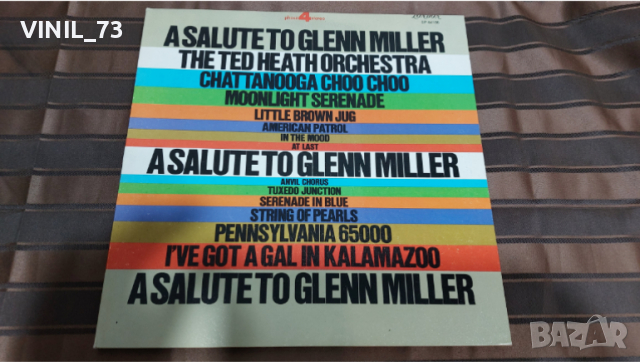 VINIL_73
4
A SALUTE TO GLENN MILLER
THE TED HEATH ORCHESTRA
CHATTANOOGA CHOO CHOO
MOONLIGHT SERENADE
LITTLE BROWN JUG
AMERICAN PATROL
IN THE MOOD
AT LAST
A SALUTE TO GLENN MILLER
ANVIL CHORUS
TUXEDO JUNCTION
SERENADE IN BLUE
STRING OF PEARLS
PENNSYLVANIA 65000
I'VE GOT A GAL IN KALAMAZOO
A SALUTE TO GLENN MILLER
BAZAR